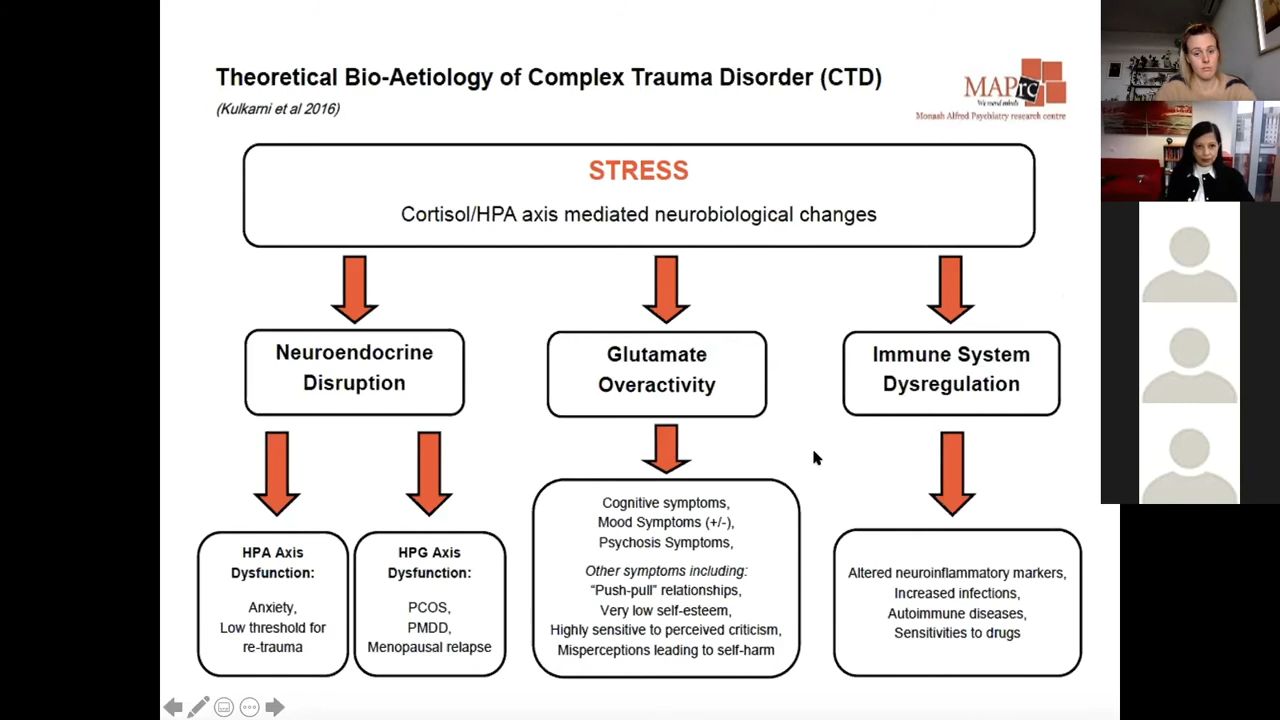 Theoretical Bio-Aetiology of Complex Trauma Disorder (CTD)
(Kulkarni et al 2016)
MAPrc
We mend minds
Monash Alfred Psychiatry research centre
STRESS
Cortisol/HPA axis mediated neurobiological changes
Neuroendocrine
Disruption
Glutamate
Overactivity
Immune System
Dysregulation
HPA Axis
Dysfunction:
Anxiety,
Low threshold for
re-trauma
HPG Axis
Dysfunction:
PCOS,
PMDD,
Menopausal relapse
Cognitive symptoms,
Mood Symptoms (+/-),
Psychosis Symptoms,
Other symptoms including:
“Push-pull” relationships,
Very low self-esteem,
Highly sensitive to perceived criticism,
Misperceptions leading to self-harm
Altered neuroinflammatory markers,
Increased infections,
Autoimmune diseases,
Sensitivities to drugs